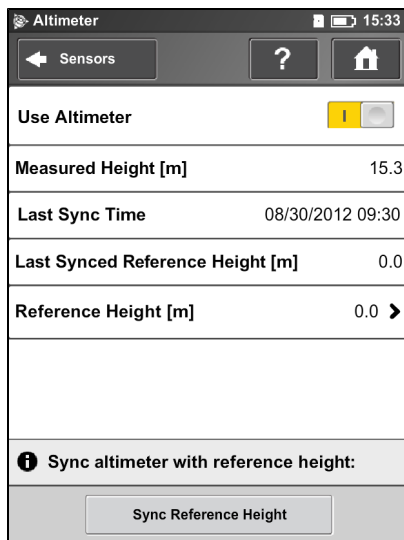 Altimeter 15:33
Sensors ?
Use Altimeter I
Measured Height [m] 15.3
Last Sync Time 08/30/2012 09:30
Last Synced Reference Height [m] 0.0
Reference Height [m] 0.0
Sync altimeter with reference height:
Sync Reference Height